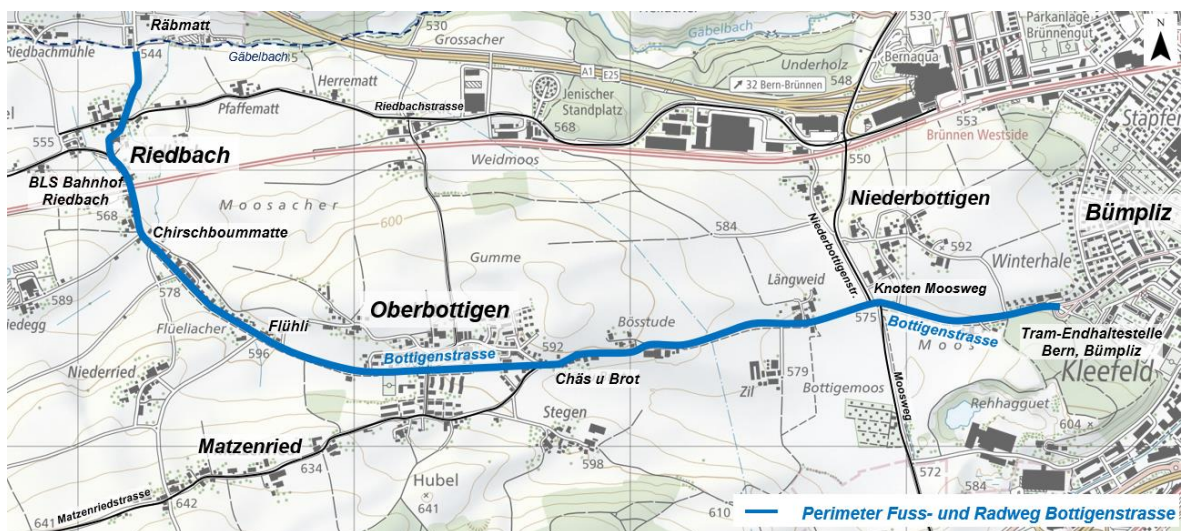 Räbmatt
530
530
Gäbelbach
Parkanlage
Brünnengut
N
Riedbachmühle
544
Grossacher
Underholz
Bernaqua
Gäbelbach
A1
E25
548
32 Bern-Brünnen
Herrematt
Jenischer
Standplatz
Pfaffematt
Riedbachstrasse
568
553
Stapfen
555
Brünnen Westside
Riedbach
Weidmoos
550
BLS Bahnhof
Riedbach
568
Moosacher
600
Niederbottigen
Bümpliz
Chirschboummatte
584
Niederbottigenstr.
592
Gumme
Winterhale
578
589
Längweid
Knoten Moosweg
Oberbottigen
Flüeliacher
Flühli
Bösstude
575
Bottigenstrasse
596
592
Bottigenstrasse
Moos
Tram-Endhaltestelle
Bern, Bümpliz
Niederried
Chäs u Brot
579
Kleefeld
Zil
Bottigemoos
Moosweg
Rehhagguet
Stegen
604
Matzenried
634
598
572
Hubel
584
Matzenriedstrasse
642
641
641
610
Perimeter Fuss- und Radweg Bottigenstrasse